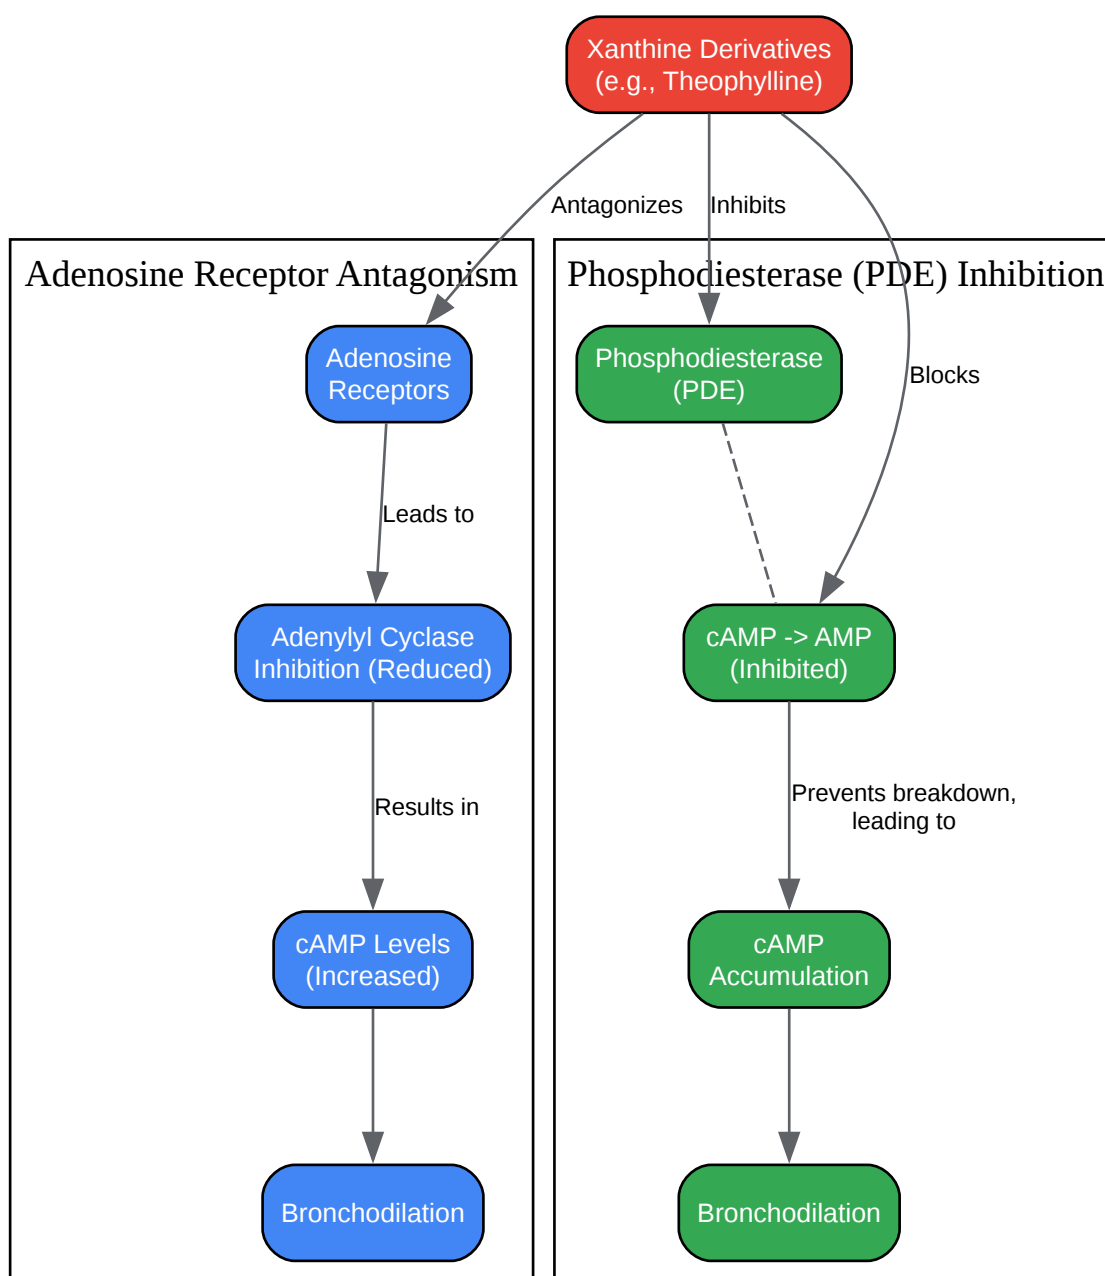 Xanthine Derivatives
(e.g., Theophylline)
Antagonizes
Inhibits
Blocks
Adenosine Receptor Antagonism
Adenosine
Receptors
Leads to
Adenylyl Cyclase
Inhibition (Reduced)
Results in
cAMP Levels
(Increased)
Bronchodilation
Phosphodiesterase (PDE) Inhibition
Phosphodiesterase
(PDE)
cAMP -> AMP
(Inhibited)
Prevents breakdown,
leading to
cAMP
Accumulation
Bronchodilation